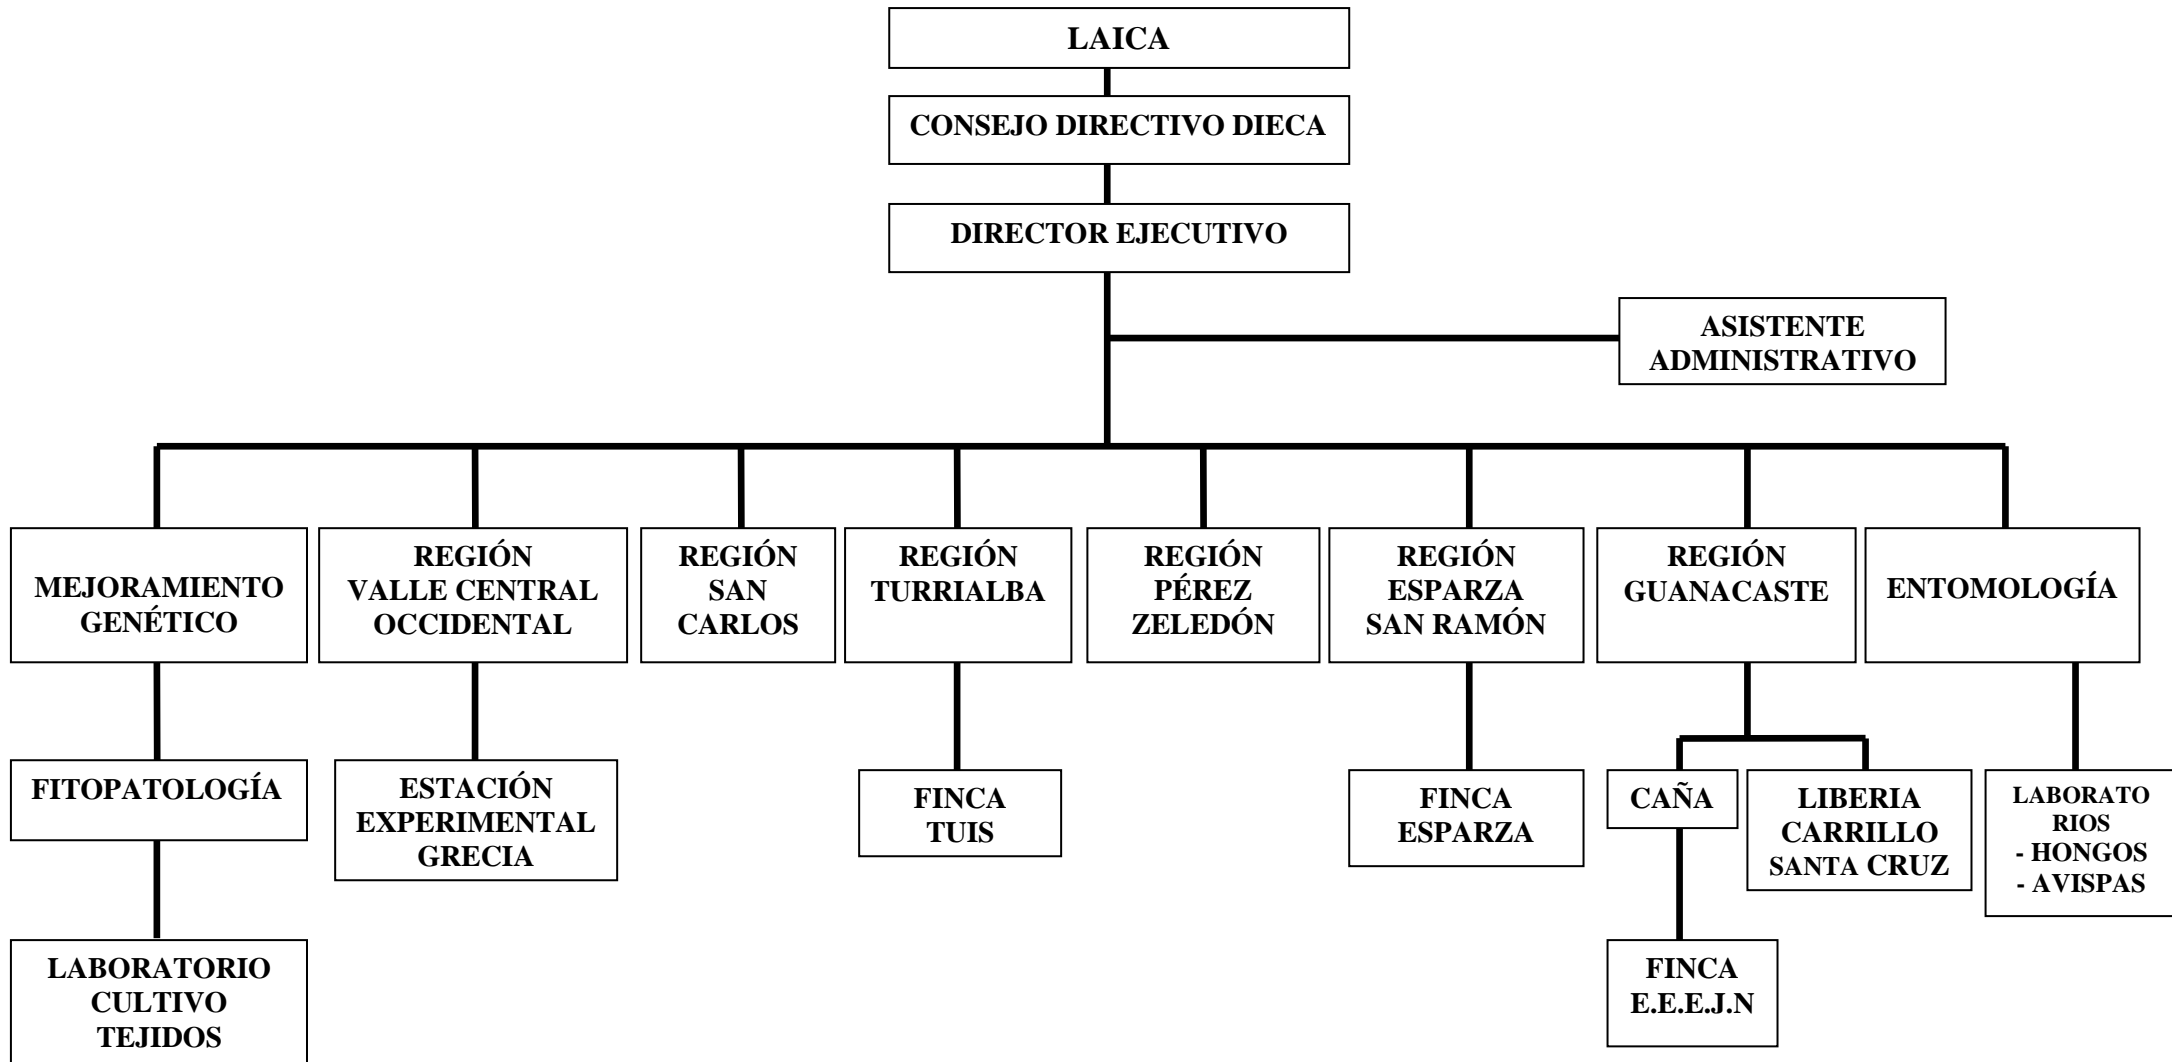 LAICA
CONSEJO DIRECTIVO DIECA
DIRECTOR EJECUTIVO
ASISTENTE
ADMINISTRATIVO
MEJORAMIENTO
GENÉTICO
REGIÓN
VALLE CENTRAL
OCCIDENTAL
REGIÓN
SAN
CARLOS
REGIÓN
TURRIALBA
REGIÓN
PÉREZ
ZELEDÓN
REGIÓN
ESPARZA
SAN RAMÓN
REGIÓN
GUANACASTE
ENTOMOLOGÍA
FITOPATOLOGÍA
ESTACIÓN
EXPERIMENTAL
GRECIA
FINCA
TUIS
FINCA
ESPARZA
CAÑA
LIBERIA
CARRILLO
SANTA CRUZ
LABORATO
RIOS
- HONGOS
- AVISPAS
LABORATORIO
CULTIVO
TEJIDOS
FINCA
E.E.E.J.N